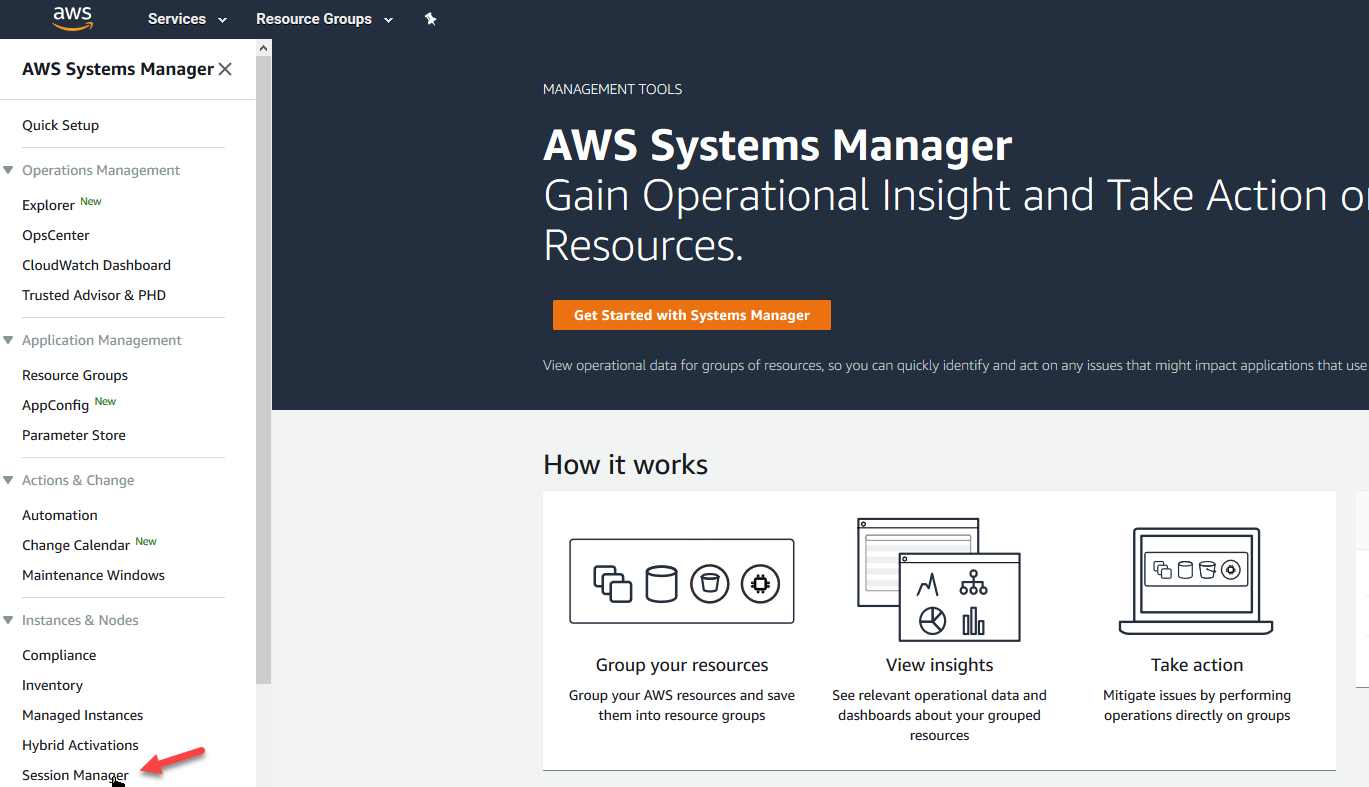 aws
Services
Resource Groups
AWS Systems Manager
Quick Setup
Operations Management
Explorer New
OpsCenter
CloudWatch Dashboard
Trusted Advisor & PHD
Application Management
Resource Groups
AppConfig New
Parameter Store
Actions & Change
Automation
Change Calendar New
Maintenance Windows
Instances & Nodes
Compliance
Inventory
Managed Instances
Hybrid Activations
Session Manager
MANAGEMENT TOOLS
AWS Systems Manager
Gain Operational Insight and Take Action
Resources.
Get Started with Systems Manager
View operational data for groups of resources, so you can quickly identify and act on any issues that might impact applications that use
How it works
Group your resources
Group your AWS resources and save
them into resource groups
View insights
See relevant operational data and
dashboards about your grouped
resources
Take action
Mitigate issues by performing
operations directly on groups